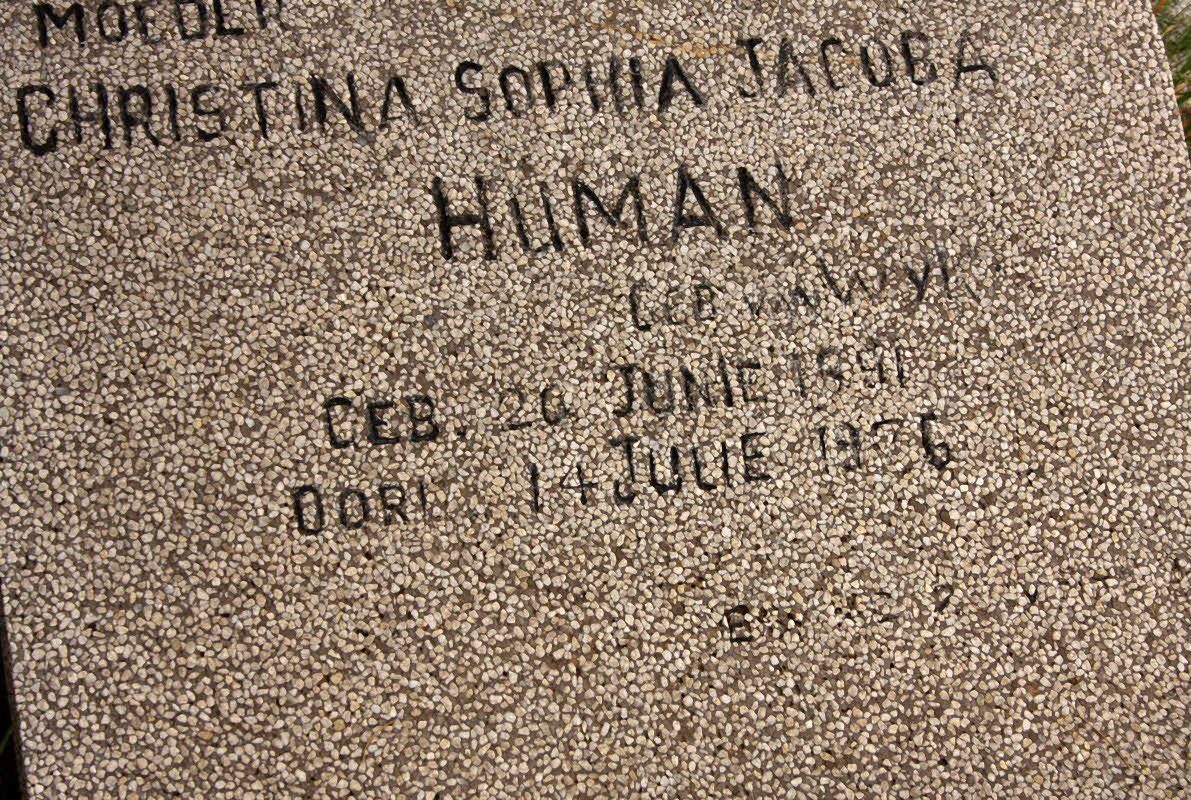 MOEDER
CHRISTINA SOPHIA JACOBA
HUMAN
GEB VAN WYK
GEB. 20 JUNIE 1891
OORL. 14 JULIE 1976